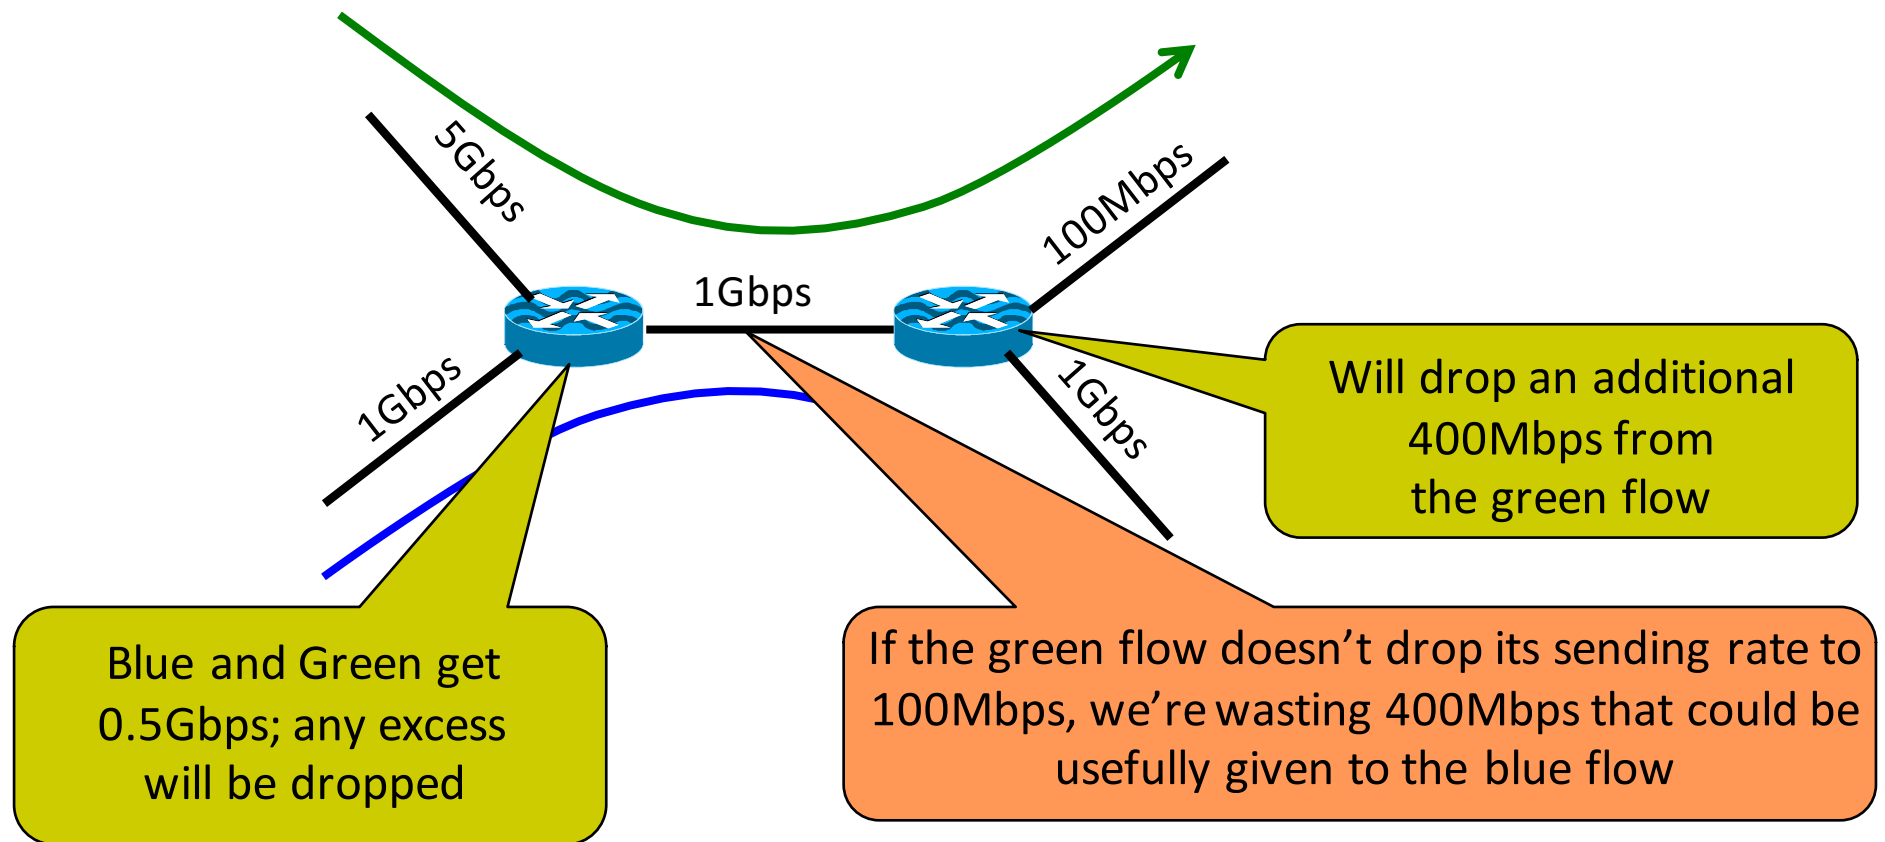 5Gbps
100Mbps
1Gbps
1Gbps
1Gbps
Will drop an additional
400Mbps from
the green flow
Blue and Green get
0.5Gbps; any excess
will be dropped
If the green flow doesn’t drop its sending rate to
100Mbps, we’re wasting 400Mbps that could be
usefully given to the blue flow